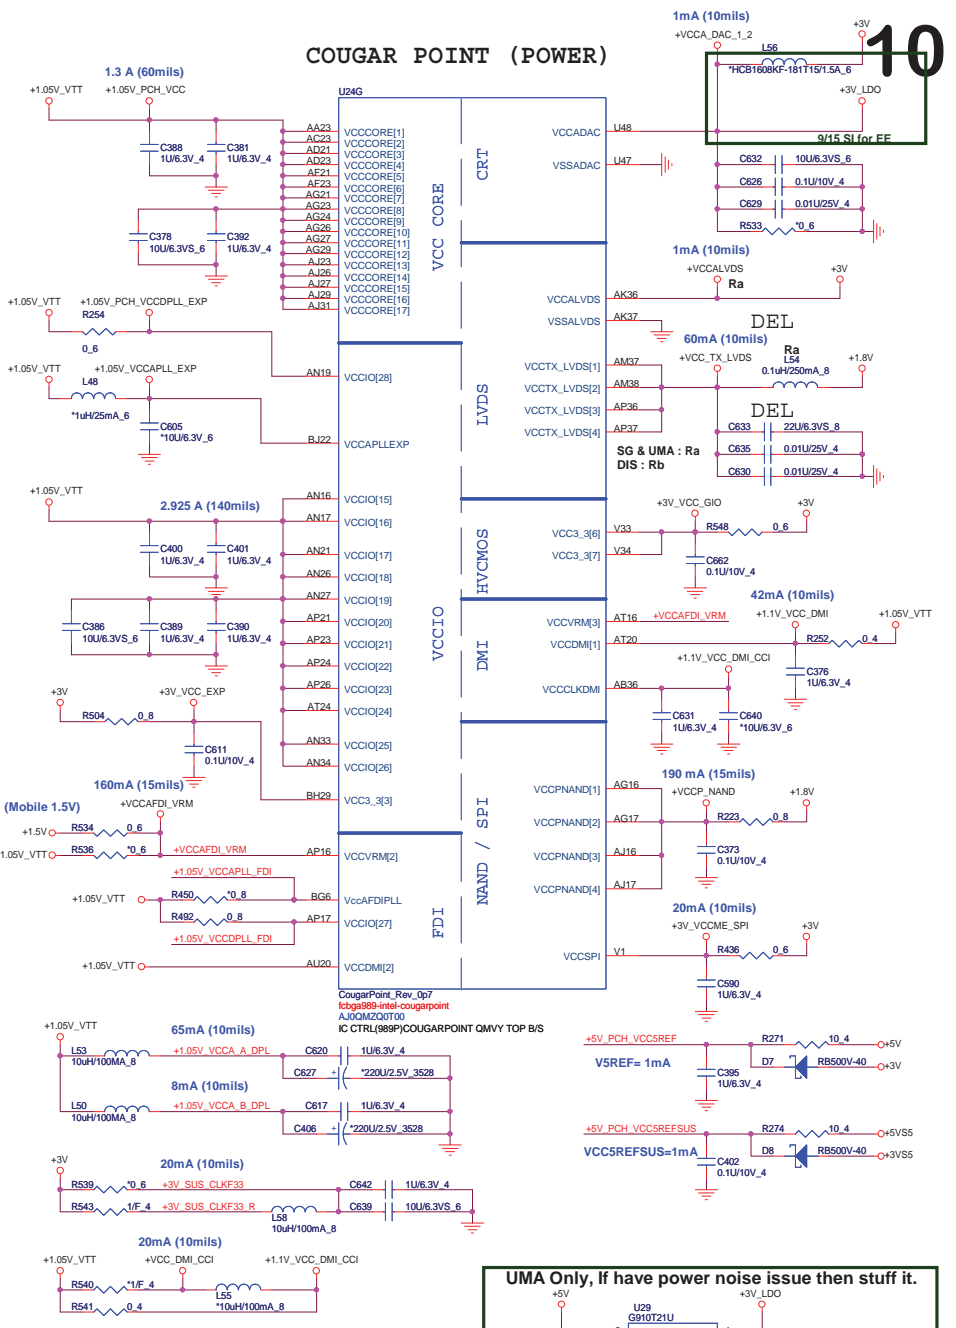 10
COUGAR POINT (POWER)
1mA (10mils)
+VCCA_DAC_1_2
+3V
L56
*HCB1608KF-181T15/1.5A_6
+3V_LDO
9/15 SI for EE
1.3 A (60mils)
+1.05V_VTT +1.05V_PCH_VCC
C388
1U/6.3V_4
C381
1U/6.3V_4
C378
10U/6.3VS_6
C392
1U/6.3V_4
U24G
AA23 VCCCORE[1]
AC23 VCCCORE[2]
AD21 VCCCORE[3]
AD23 VCCCORE[4]
AF21 VCCCORE[5]
AF23 VCCCORE[6]
AG21 VCCCORE[7]
AG23 VCCCORE[8]
AG24 VCCCORE[9]
AG26 VCCCORE[10]
AG27 VCCCORE[11]
AG29 VCCCORE[12]
AJ23 VCCCORE[13]
AJ26 VCCCORE[14]
AJ27 VCCCORE[15]
AJ29 VCCCORE[16]
AJ31 VCCCORE[17]
VCC CORE
CRT
VCCADAC U48
VSSADAC U47
C632 10U/6.3VS_6
C626 0.1U/10V_4
C629 0.01U/25V_4
R533 *0_6
1mA (10mils)
+VCCALVDS
+3V
Ra
VCCALVDS AK36
VSSALVDS AK37
DEL
60mA (10mils)
+VCC_TX_LVDS
Ra
L54
0.1uH/250mA_8
+1.8V
LVDS
VCCTX_LVDS[1] AM37
VCCTX_LVDS[2] AM38
VCCTX_LVDS[3] AP36
VCCTX_LVDS[4] AP37
DEL
C633 22U/6.3VS_8
C635 0.01U/25V_4
C630 0.01U/25V_4
SG & UMA : Ra
DIS : Rb
+1.05V_VTT +1.05V_PCH_VCCDPLL_EXP
R254
0_6
AN19 VCCIO[28]
+1.05V_VTT +1.05V_VCCAPLL_EXP
L48
*1uH/25mA_6
C605
*10U/6.3V_6
BJ22 VCCAPLLEXP
+1.05V_VTT
2.925 A (140mils)
C400
1U/6.3V_4
C401
1U/6.3V_4
C386
10U/6.3VS_6
C389
1U/6.3V_4
C390
1U/6.3V_4
AN16 VCCIO[15]
AN17 VCCIO[16]
AN21 VCCIO[17]
AN26 VCCIO[18]
AN27 VCCIO[19]
AP21 VCCIO[20]
AP23 VCCIO[21]
AP24 VCCIO[22]
AP26 VCCIO[23]
AT24 VCCIO[24]
AN33 VCCIO[25]
AN34 VCCIO[26]
VCCIO
HVCMOS
VCC3_3[6] V33
VCC3_3[7] V34
+3V_VCC_GIO
+3V
R548 0_6
C662
0.1U/10V_4
DMI
VCCVRM[3] AT16 +VCCAFDI_VRM
VCCDMI[1] AT20
VCCCLKDMI AB36
42mA (10mils)
+1.1V_VCC_DMI
+1.05V_VTT
R252 0_4
C376
1U/6.3V_4
+1.1V_VCC_DMI_CCI
C631
1U/6.3V_4
C640
*10U/6.3V_6
+3V +3V_VCC_EXP
R504 0_8
C611
0.1U/10V_4
BH29 VCC3_3[3]
NAND / SPI
VCCPNAND[1] AG16
VCCPNAND[2] AG17
VCCPNAND[3] AJ16
VCCPNAND[4] AJ17
190 mA (15mils)
+VCCP_NAND
+1.8V
R223 0_8
C373
0.1U/10V_4
160mA (15mils)
(Mobile 1.5V)
+VCCAFDI_VRM
+1.5V R534 0_6
1.05V_VTT R536 *0_6 +VCCAFDI_VRM
AP16 VCCVRM[2]
+1.05V_VCCAPLL_FDI
+1.05V_VTT R450 *0_8
BG6 VccAFDIPLL
R492 0_8
AP17 VCCIO[27]
+1.05V_VCCDPLL_FDI
FDI
+1.05V_VTT AU20 VCCDMI[2]
20mA (10mils)
+3V_VCCME_SPI
+3V
VCCSPI V1
R436 0_6
C590
1U/6.3V_4
CougarPoint_Rev_0p7
fcbga989-intel-cougarpoint
AJ0QMZQ0T00
IC CTRL(989P)COUGARPOINT QMVY TOP B/S
+1.05V_VTT
65mA (10mils)
L53
10uH/100MA_8
+1.05V_VCCA_A_DPL
C620 1U/6.3V_4
C627 + *220U/2.5V_3528
8mA (10mils)
L50
10uH/100MA_8
+1.05V_VCCA_B_DPL
C617 1U/6.3V_4
C406 + *220U/2.5V_3528
+5V_PCH_VCC5REF
R271 10_4 +5V
V5REF= 1mA
D7 RB500V-40 +3V
C395
1U/6.3V_4
+5V_PCH_VCC5REFSUS
R274 10_4 +5VS5
VCC5REFSUS=1mA
D8 RB500V-40 +3VS5
C402
0.1U/10V_4
+3V
20mA (10mils)
R539 *0_6 +3V_SUS_CLKF33
C642 1U/6.3V_4
R543 1/F_4 +3V_SUS_CLKF33_R
L58
10uH/100mA_8
C639 10U/6.3VS_6
20mA (10mils)
+1.05V_VTT +VCC_DMI_CCI +1.1V_VCC_DMI_CCI
R540 *1/F_4
L55
*10uH/100mA_8
R541 0_4
UMA Only, If have power noise issue then stuff it.
+5V
U29
G910T21U
+3V_LDO